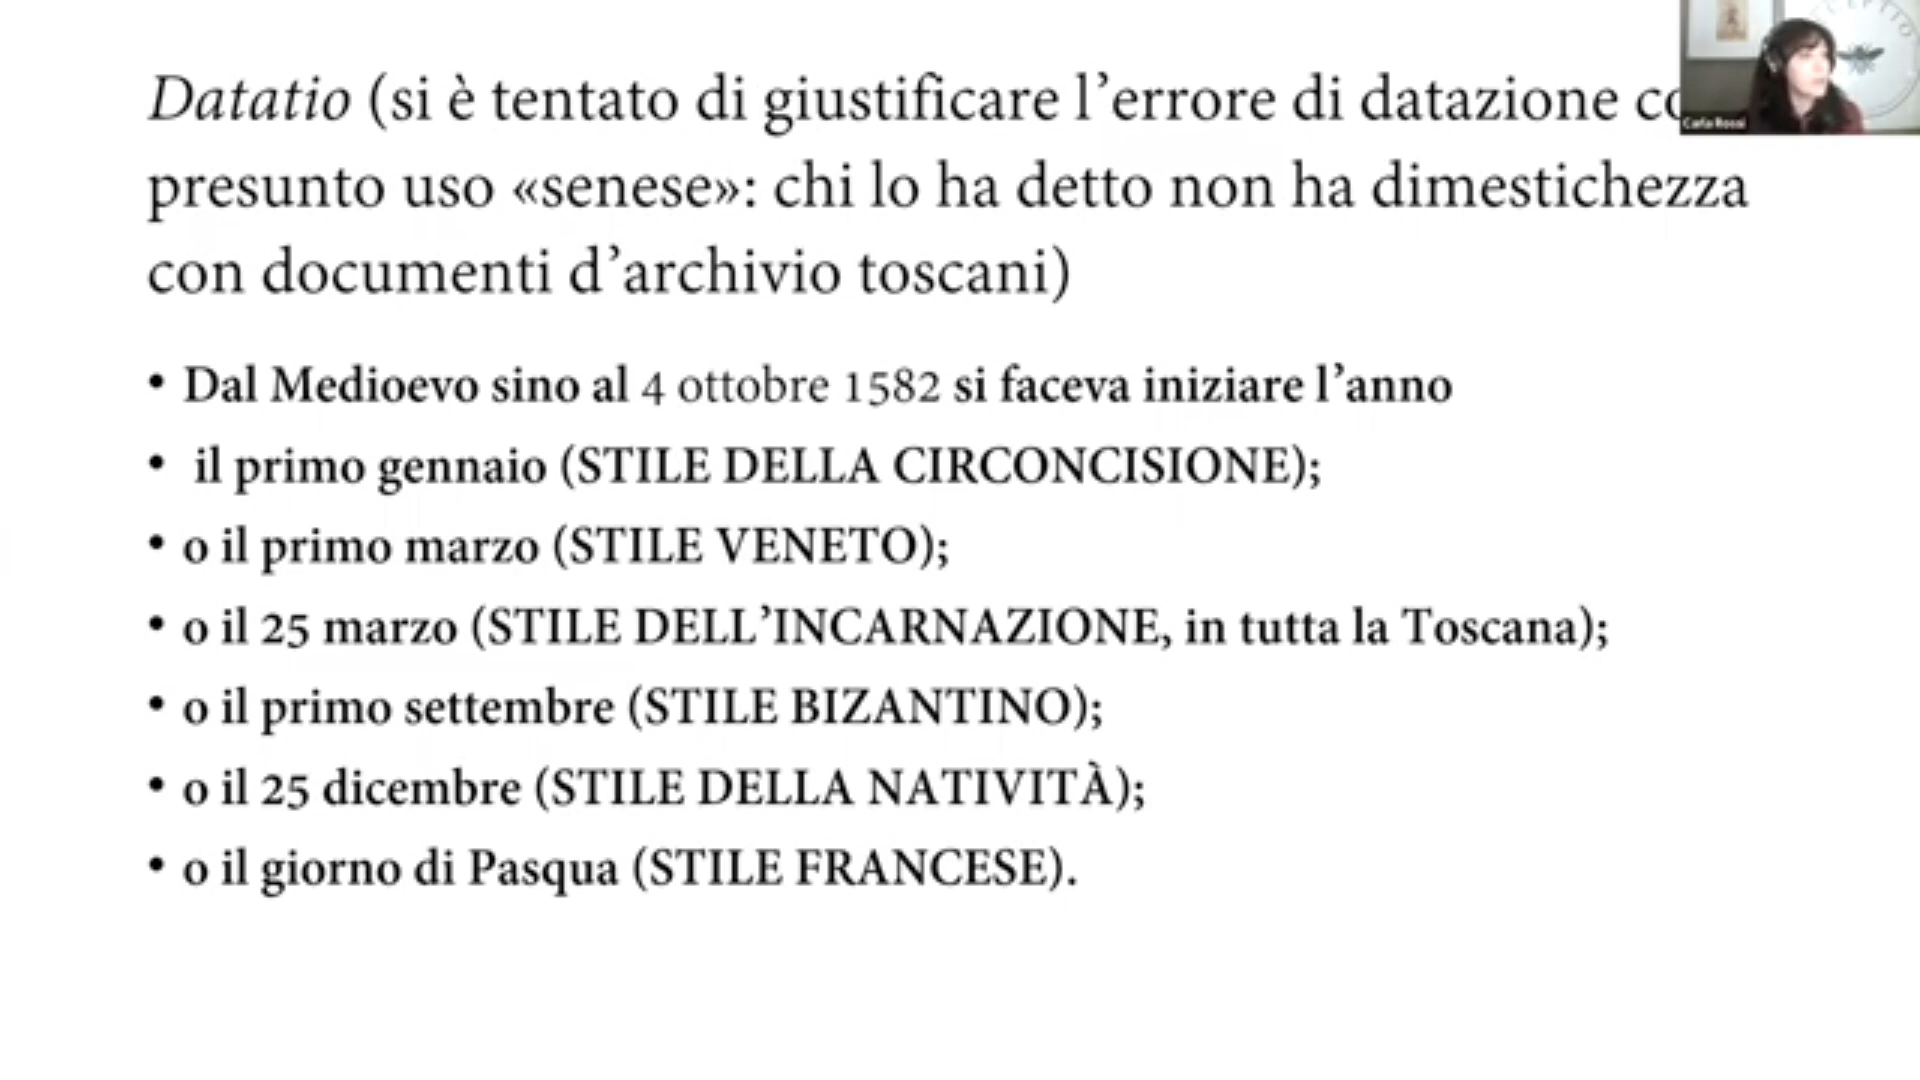 Datatio (si è tentato di giustificare l’errore di datazione
presunto uso «senese»: chi lo ha detto non ha dimestichezza
con documenti d’archivio toscani)
• Dal Medioevo sino al 4 ottobre 1582 si faceva iniziare l’anno
• il primo gennaio (STILE DELLA CIRCONCISIONE);
• o il primo marzo (STILE VENETO);
• o il 25 marzo (STILE DELL’INCARNAZIONE, in tutta la Toscana);
• o il primo settembre (STILE BIZANTINO);
• o il 25 dicembre (STILE DELLA NATIVITÀ);
• o il giorno di Pasqua (STILE FRANCESE).
Carla Rossi